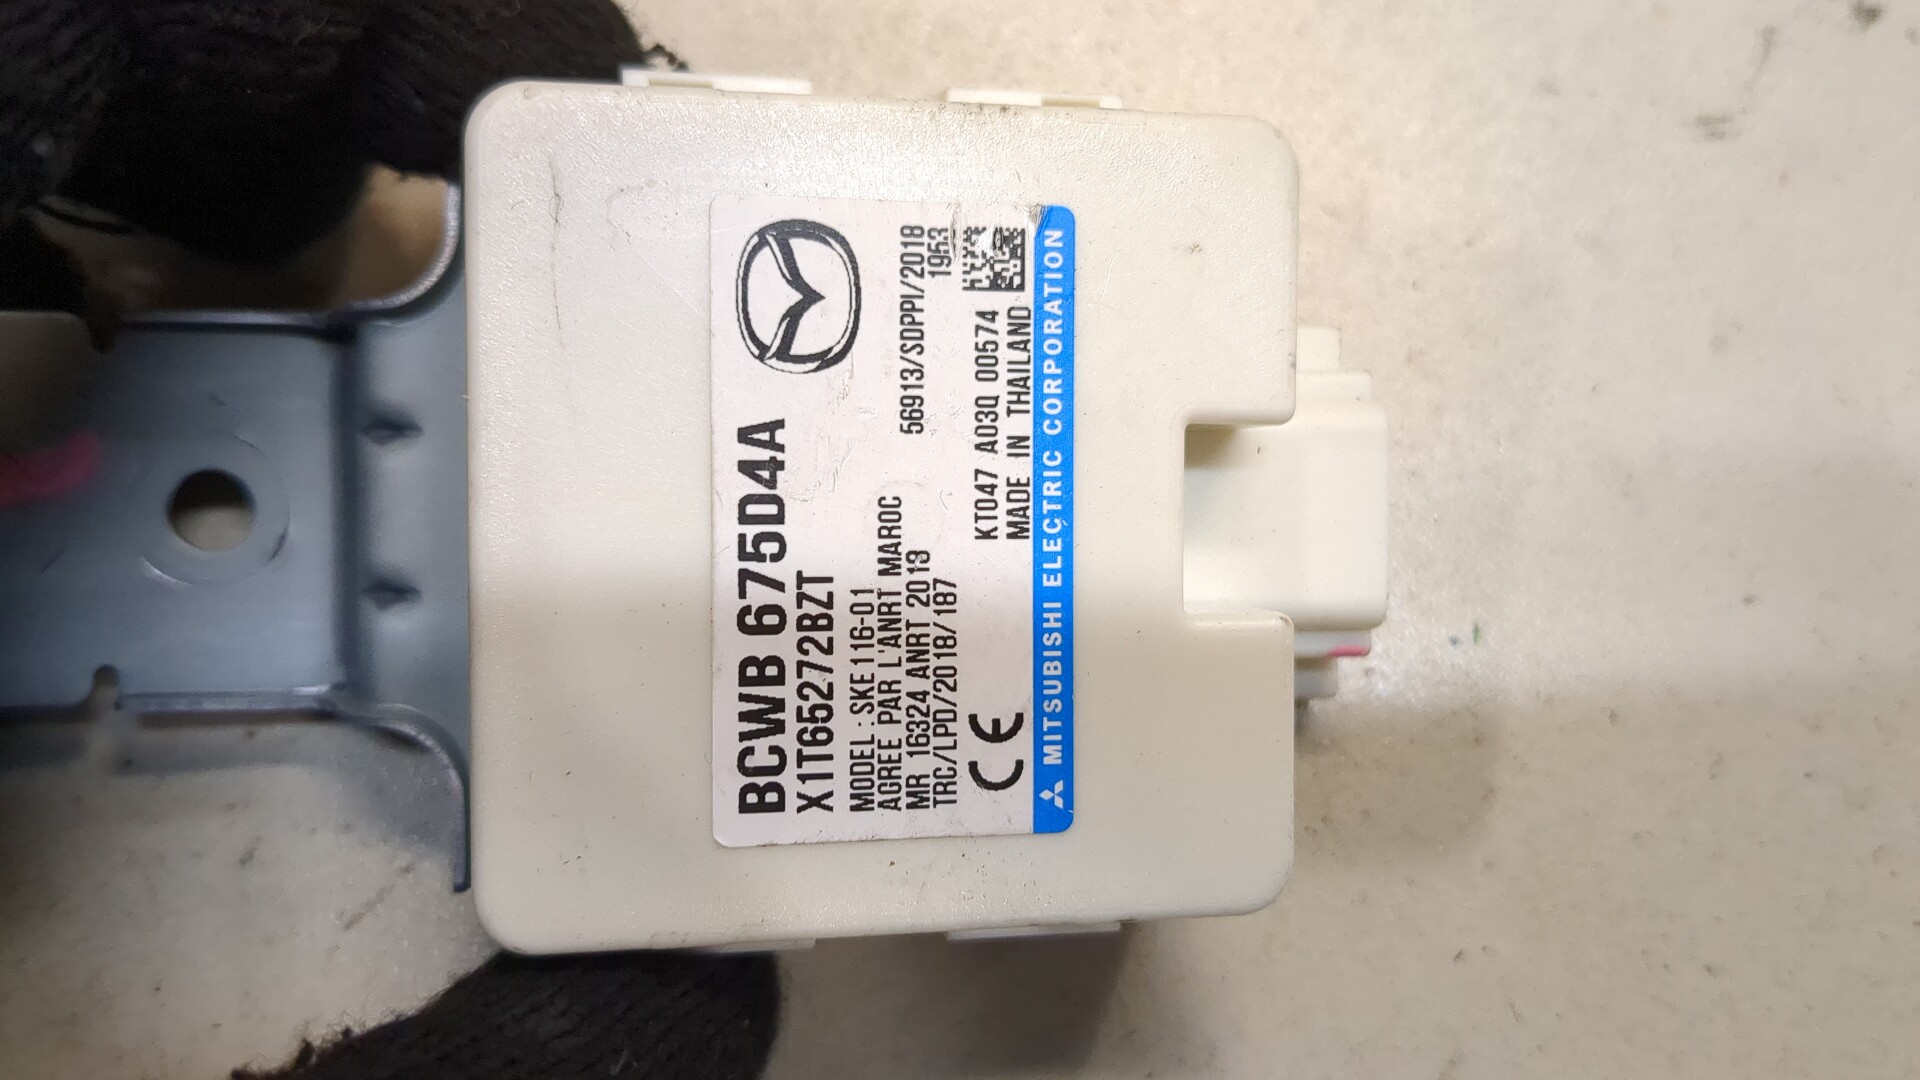 BCWB 675D4A
X1T65272BZT
MODEL : SKE116-01
AGREE PAR L'ANRT MAROC
MR 16324 ANRT 2018
TRC/LPD/2018/187
56913/SDPPI/2018
1953
KT047 A03Q 00574
MADE IN THAILAND
CE
MITSUBISHI ELECTRIC CORPORATION